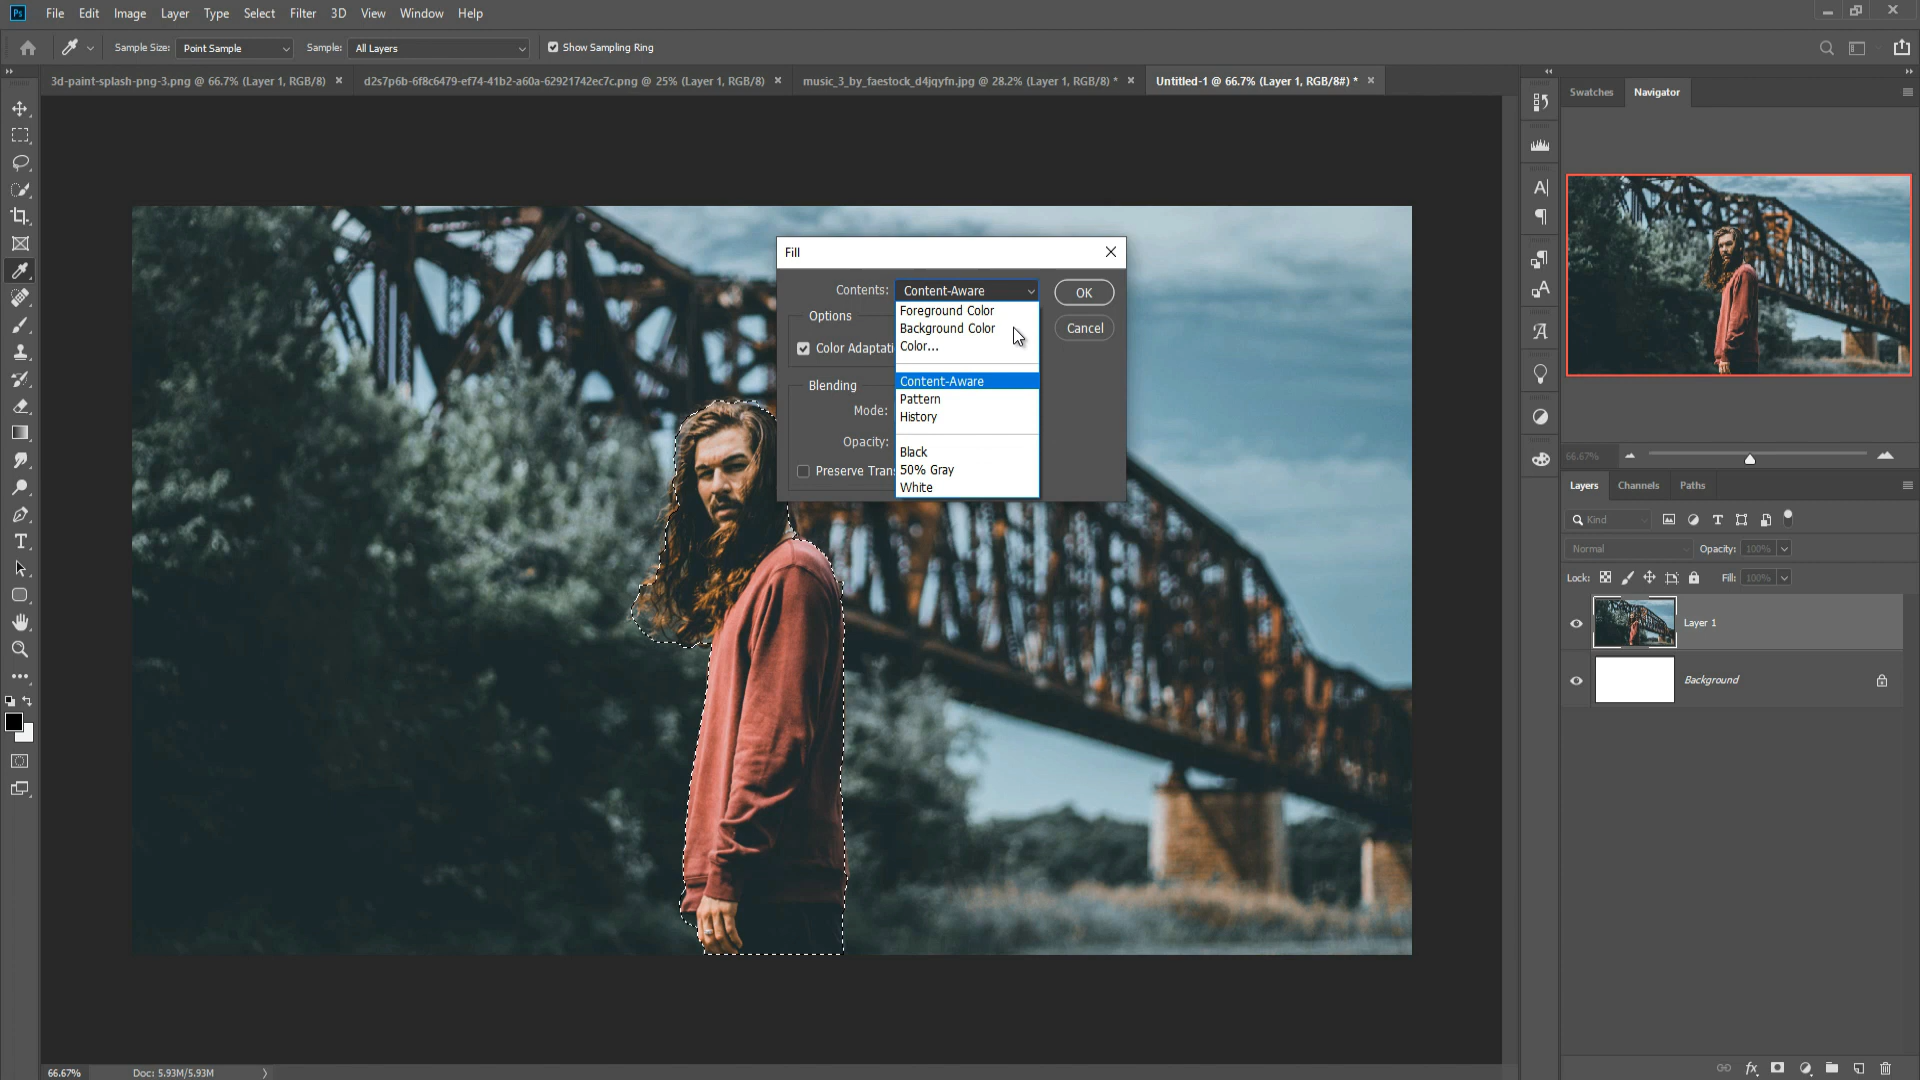 Ps File Edit Image Layer Type Select Filter 3D View Window Help
Sample Size: Point Sample Sample: All Layers Show Sampling Ring
3d-paint-splash-png-3.png @ 66.7% (Layer 1, RGB/8) × d2s7p6b-6f8c6479-ef74-41b2-a60a-62921742ec7c.png @ 25% (Layer 1, RGB/8) × music_3_by_faestock_d4jqyfn.jpg @ 28.2% (Layer 1, RGB/8) * × Untitled-1 @ 66.7% (Layer 1, RGB/8#) * ×
Swatches Navigator
Fill
Contents: Content-Aware OK
Foreground Color
Options
Background Color Cancel
Color Adaptati
Color...
Content-Aware
Blending
Pattern
Mode:
History
Opacity:
Black
Preserve Tran
50% Gray
White
66.67%
Layers Channels Paths
Kind
Normal Opacity: 100%
Lock: Fill: 100%
Layer 1
Background
66.67% Doc: 5.93M/5.93M